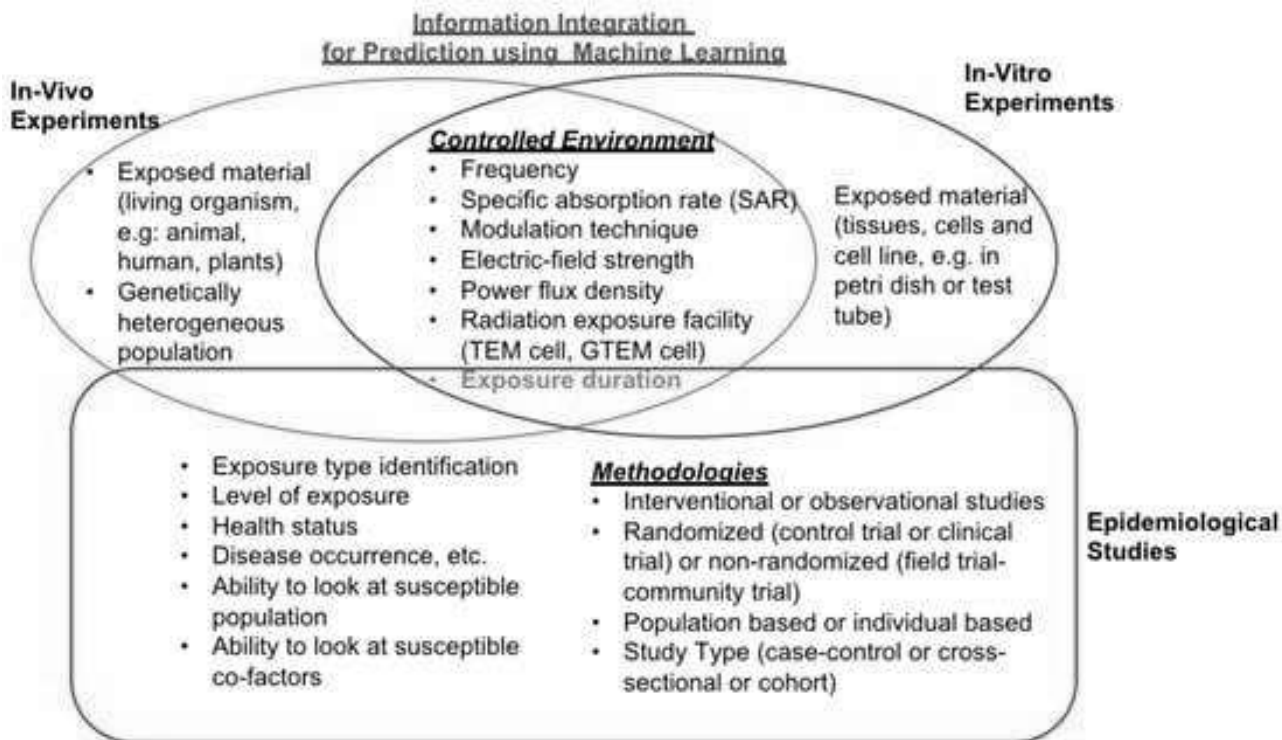 Information Integration
for Prediction using Machine Learning
In-Vivo
Experiments
In-Vitro
Experiments
Controlled Environment
• Frequency
• Specific absorption rate (SAR)
• Modulation technique
• Electric-field strength
• Power flux density
• Radiation exposure facility
(TEM cell, GTEM cell)
• Exposure duration
• Exposed material
(living organism,
e.g: animal,
human, plants)
• Genetically
heterogeneous
population
Exposed material
(tissues, cells and
cell line, e.g. in
petri dish or test
tube)
• Exposure type identification
• Level of exposure
• Health status
• Disease occurrence, etc.
• Ability to look at susceptible
population
• Ability to look at susceptible
co-factors
Methodologies
• Interventional or observational studies
• Randomized (control trial or clinical
trial) or non-randomized (field trial-
community trial)
• Population based or individual based
• Study Type (case-control or cross-
sectional or cohort)
Epidemiological
Studies